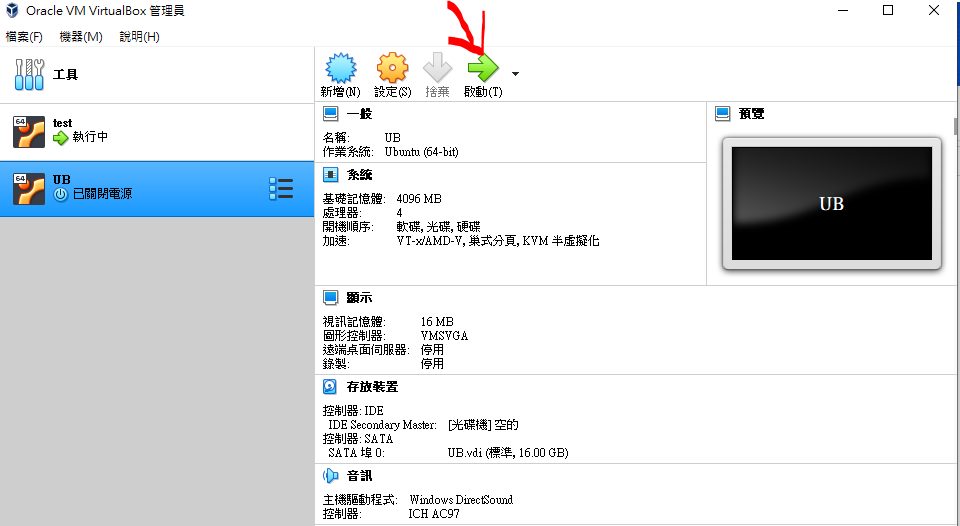 Oracle VM VirtualBox 管理員
檔案(F) 機器(M) 說明(H)
工具
新增(N) 設定(S) 捨棄 啟動(T)
64
test
執行中
64
UB
已關閉電源
一般
名稱: UB
作業系統: Ubuntu (64-bit)
系統
基礎記憶體: 4096 MB
處理器: 4
開機順序: 軟碟, 光碟, 硬碟
加速: VT-x/AMD-V, 巢式分頁, KVM 半虛擬化
預覽
UB
顯示
視訊記憶體: 16 MB
圖形控制器: VMSVGA
遠端桌面伺服器: 停用
錄製: 停用
存放裝置
控制器: IDE
IDE Secondary Master: [光碟機] 空的
控制器: SATA
SATA 埠 0: UB.vdi (標準, 16.00 GB)
音訊
主機驅動程式: Windows DirectSound
控制器: ICH AC97